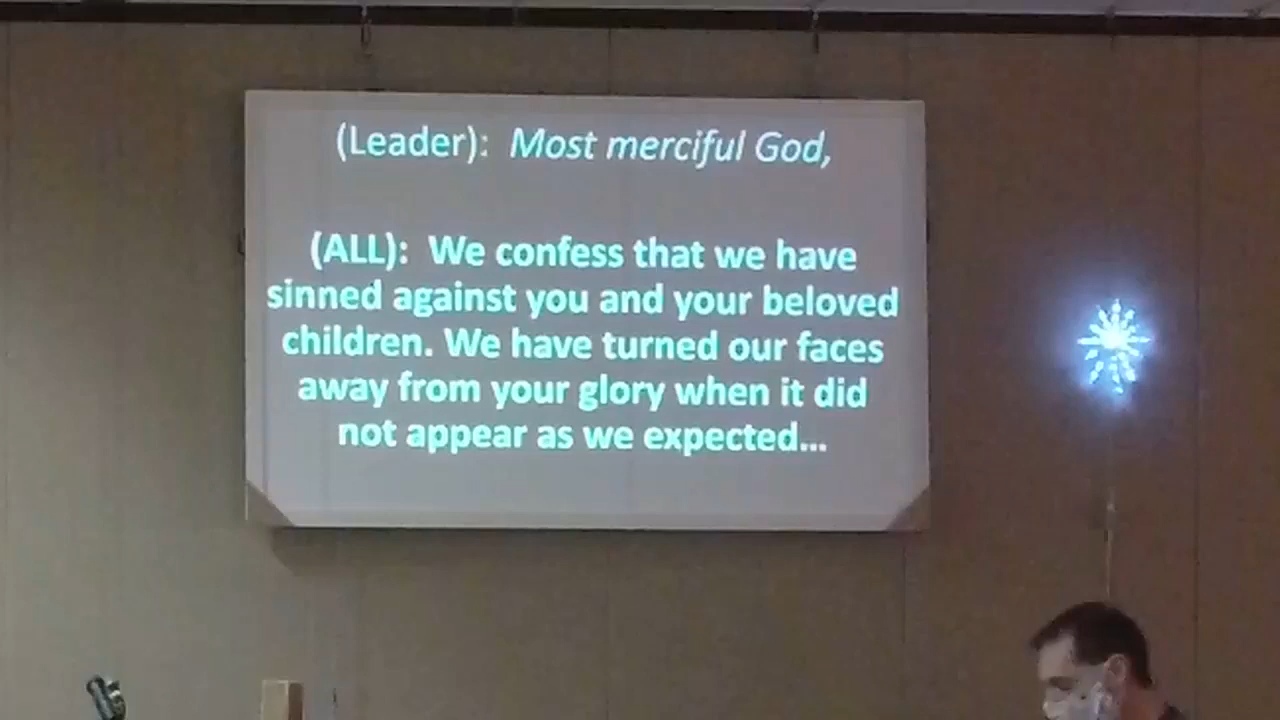 (Leader): Most merciful God,
(ALL): We confess that we have
sinned against you and your beloved
children. We have turned our faces
away from your glory when it did
not appear as we expected...